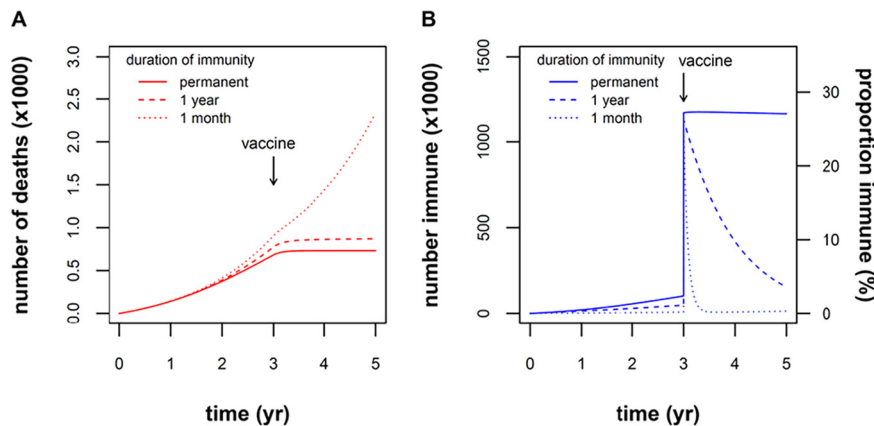 A
number of deaths (x1000)
3.0
2.5
2.0
1.5
1.0
0.5
0.0
duration of immunity
permanent
1 year
1 month
vaccine
0 1 2 3 4 5
time (yr)
B
number immune (x1000)
1500
1000
500
0
duration of immunity
permanent
1 year
1 month
vaccine
30
20
10
0
proportion immune (%)
0 1 2 3 4 5
time (yr)